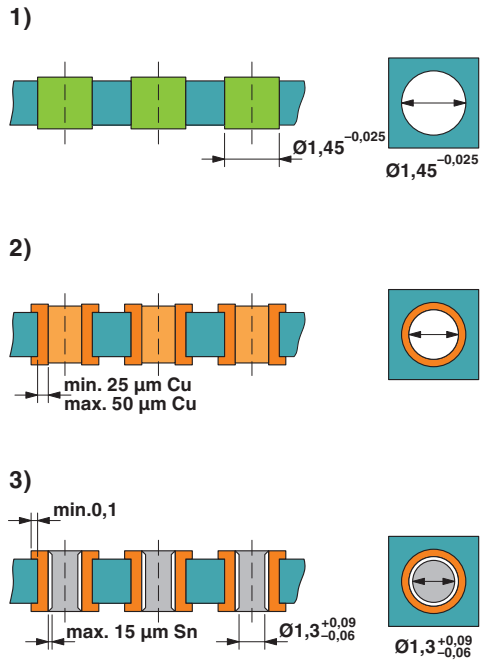 1)
Ø1,45 –0,025
Ø1,45 –0,025
2)
min. 25 µm Cu
max. 50 µm Cu
3)
min.0,1
max. 15 µm Sn
Ø1,3 +0,09 –0,06
Ø1,3 +0,09 –0,06